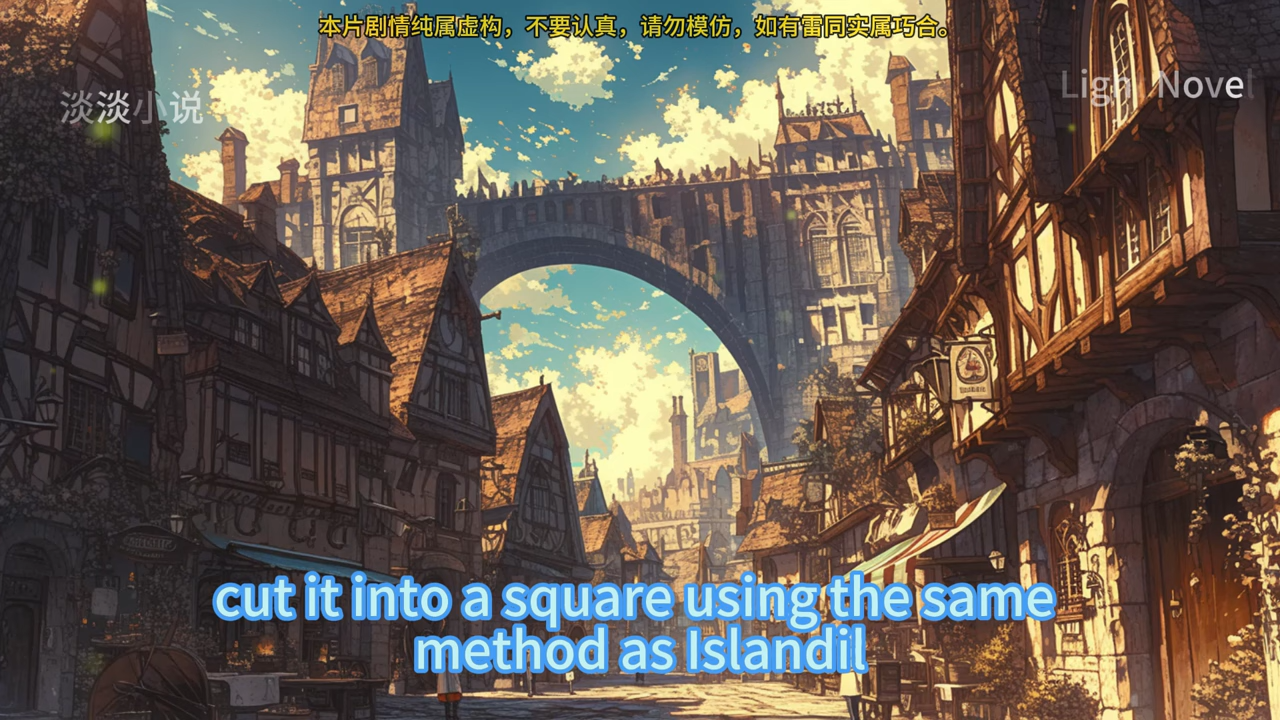 本片剧情纯属虚构，不要认真，请勿模仿，如有雷同实属巧合。
淡淡小说
Light Novel
cut it into a square using the same
method as Islandil